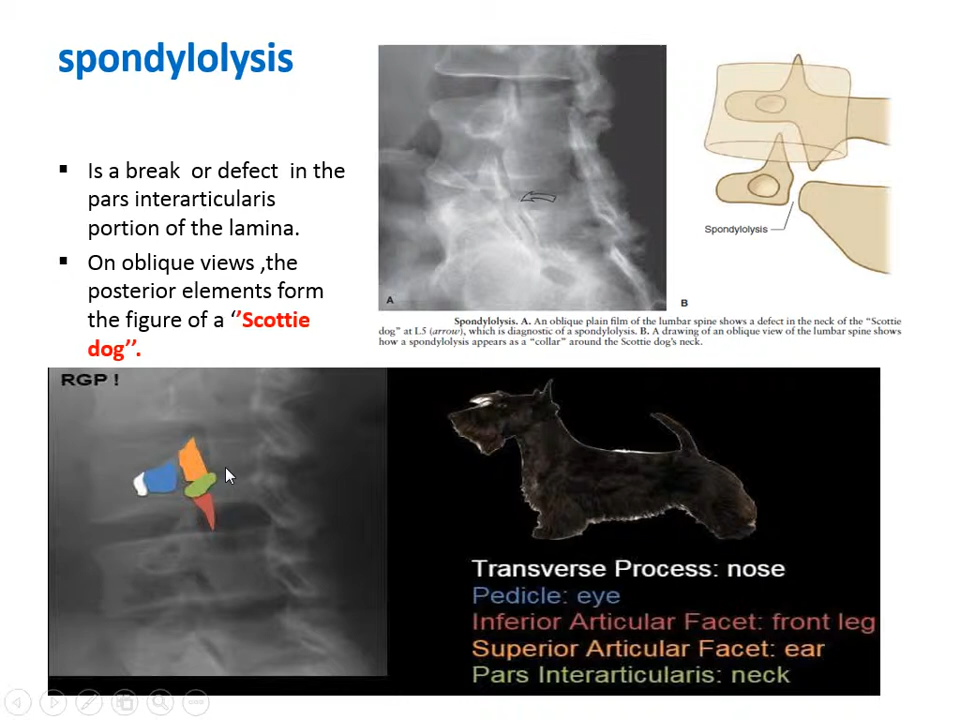 spondylolysis
▪ Is a break or defect in the
pars interarticularis
portion of the lamina.
▪ On oblique views ,the
posterior elements form
the figure of a ‘’Scottie
dog’’.
A
B
Spondylolysis
Spondylolysis. A. An oblique plain film of the lumbar spine shows a defect in the neck of the “Scottie
dog” at L5 (arrow), which is diagnostic of a spondylolysis. B. A drawing of an oblique view of the lumbar spine shows
how a spondylolysis appears as a “collar” around the Scottie dog’s neck.
RGP !
Transverse Process: nose
Pedicle: eye
Inferior Articular Facet: front leg
Superior Articular Facet: ear
Pars Interarticularis: neck